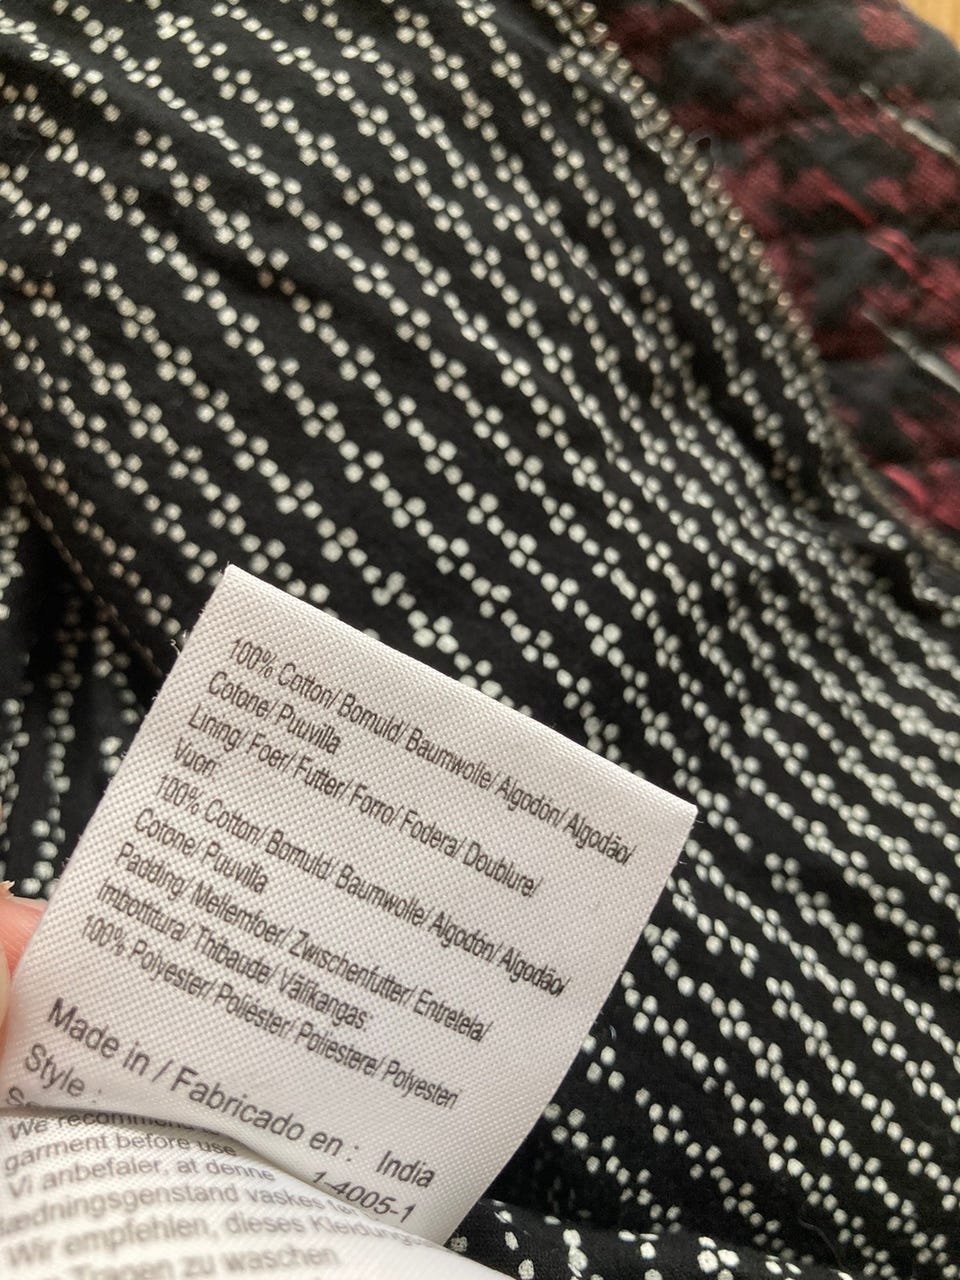 100% Cotton/ Bomuld/ Baumwolle/ Algodón/ Algodão/
Cotone/ Puuvilla
Lining/ Foer/ Futter/ Forro/ Fodera/ Doublure/
Vuori
100% Cotton/ Bomuld/ Baumwolle/ Algodón/ Algodão/
Cotone/ Puuvilla
Padding/ Mellemfoer/ Zwischenfutter/ Entretela/
Imbottitura/ Thibaude/ Välikangas
100% Polyester/ Poliéster/ Poliestere/ Polyesteri
Made in / Fabricado en : India
Style : 1-4005-1
We recommend
garment before use
Vi anbefaler, at denne
klædningsgenstand vaskes
Wir empfehlen, dieses Kleidungs
Tragen zu waschen